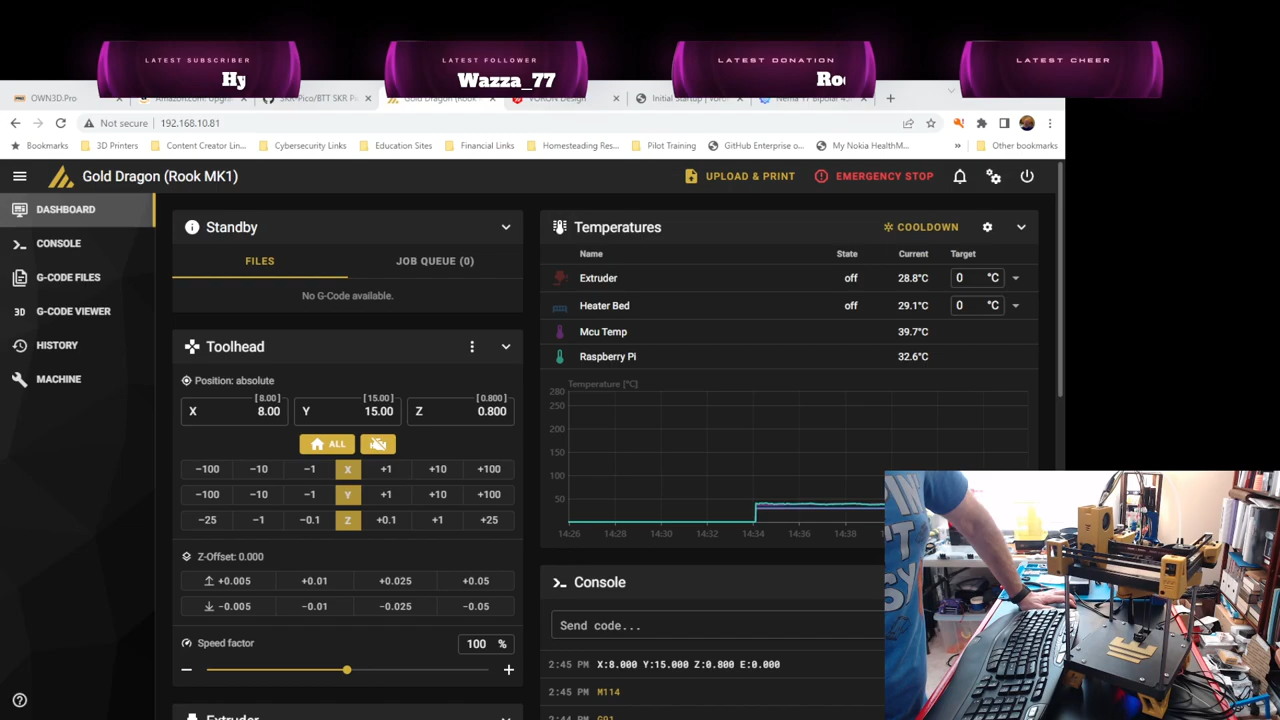 LATEST SUBSCRIBER
Hy
LATEST FOLLOWER
Wazza_77
LATEST DONATION
LATEST CHEER
OWN3D.Pro
Not secure
192.168.10.81
Bookmarks
3D Printers
Content Creator Lin...
Cybersecurity Links
Education Sites
Financial Links
Homesteading Res...
Pilot Training
GitHub Enterprise o...
My Nokia HealthM...
»
Other bookmarks
Gold Dragon (Rook MK1)
UPLOAD & PRINT
EMERGENCY STOP
DASHBOARD
CONSOLE
G-CODE FILES
3D G-CODE VIEWER
HISTORY
MACHINE
Standby
FILES
JOB QUEUE (0)
No G-Code available.
Toolhead
Position: absolute
[ 8.00] [ 15.00] [ 0.800]
X 8.00 Y 15.00 Z 0.800
ALL
−100 −10 −1 X +1 +10 +100
−100 −10 −1 Y +1 +10 +100
−25 −1 −0.1 Z +0.1 +1 +25
Z-Offset: 0.000
+0.005 +0.01 +0.025 +0.05
−0.005 −0.01 −0.025 −0.05
Speed factor
100 %
Temperatures
COOLDOWN
Name State Current Target
Extruder off 28.8°C 0 °C
Heater Bed off 29.1°C 0 °C
Mcu Temp 39.7°C
Raspberry Pi 32.6°C
Temperature [°C]
280
250
200
150
100
50
14:26 14:28 14:30 14:32 14:34 14:36 14:38
Console
Send code...
2:45 PM X:8.000 Y:15.000 Z:0.800 E:0.000
2:45 PM M114